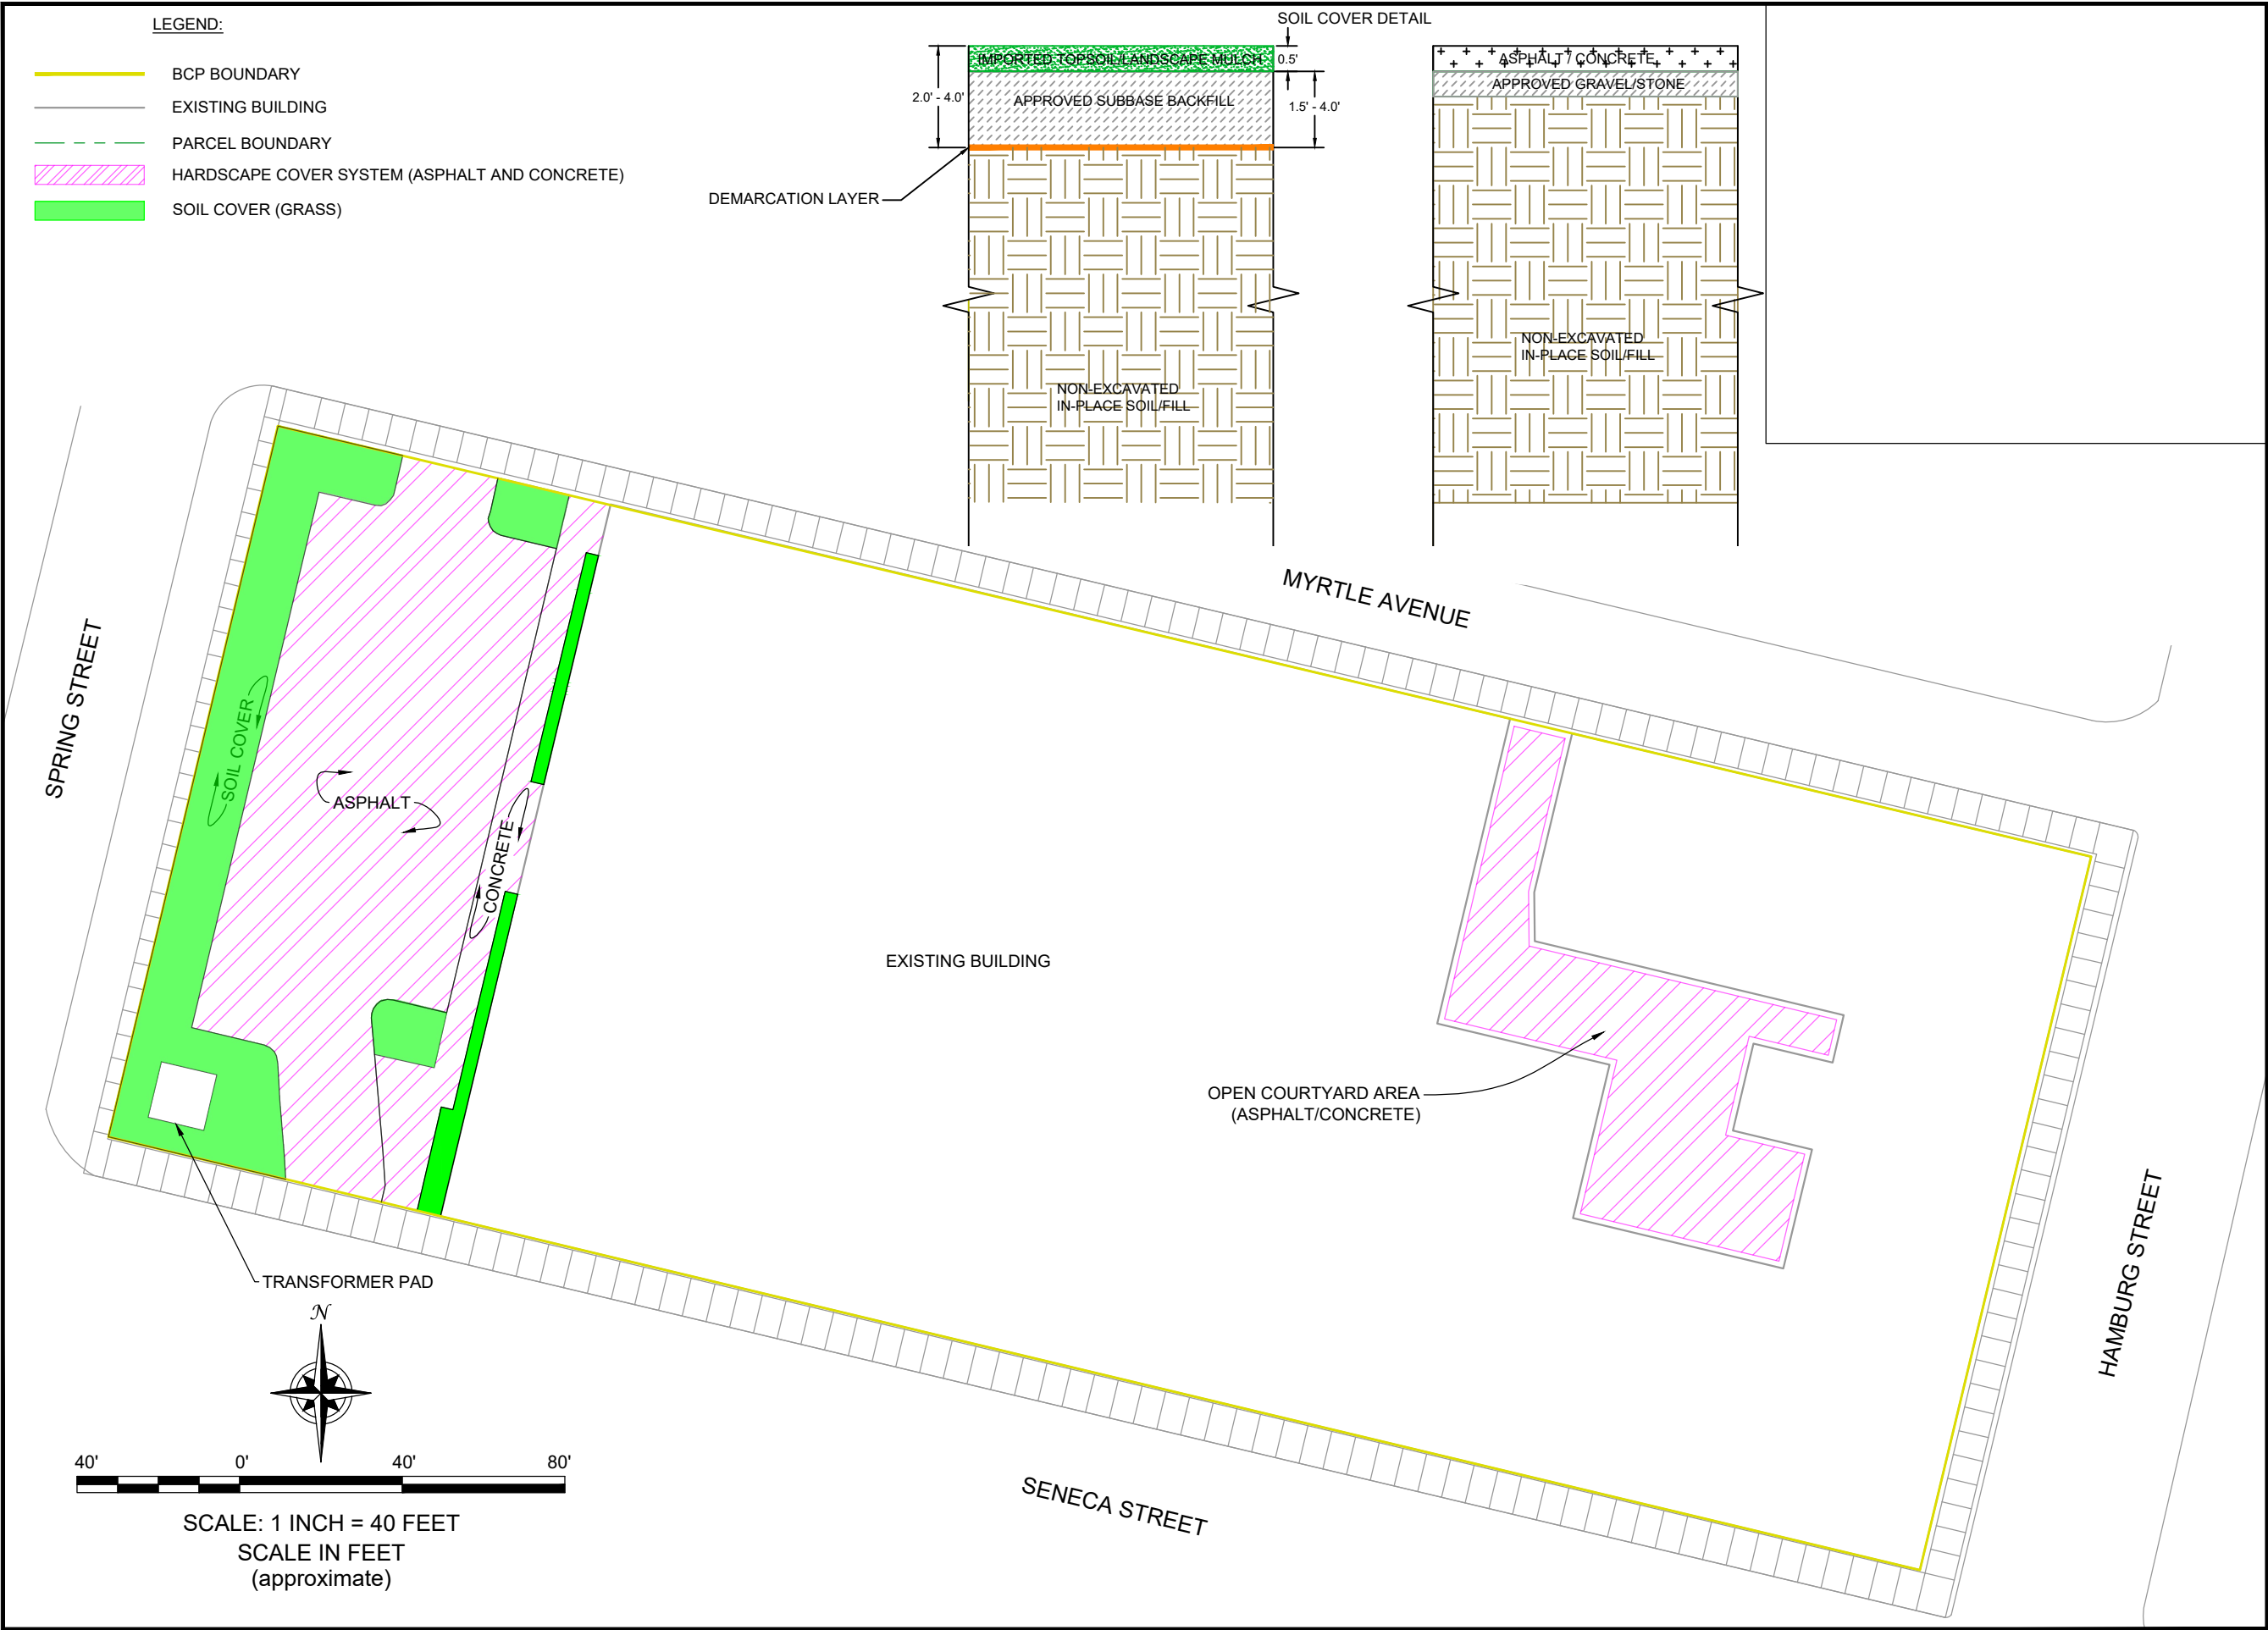 LEGEND:
BCP BOUNDARY
EXISTING BUILDING
PARCEL BOUNDARY
HARDSCAPE COVER SYSTEM (ASPHALT AND CONCRETE)
SOIL COVER (GRASS)
SOIL COVER DETAIL
IMPORTED TOPSOIL/LANDSCAPE MULCH
0.5'
2.0' - 4.0'
APPROVED SUBBASE BACKFILL
1.5' - 4.0'
DEMARCATION LAYER
NON-EXCAVATED
IN-PLACE SOIL/FILL
ASPHALT / CONCRETE
APPROVED GRAVEL/STONE
NON-EXCAVATED
IN-PLACE SOIL/FILL
MYRTLE AVENUE
SPRING STREET
SOIL COVER
ASPHALT
CONCRETE
EXISTING BUILDING
OPEN COURTYARD AREA
(ASPHALT/CONCRETE)
HAMBURG STREET
TRANSFORMER PAD
N
40' 0' 40' 80'
SCALE: 1 INCH = 40 FEET
SCALE IN FEET
(approximate)
SENECA STREET